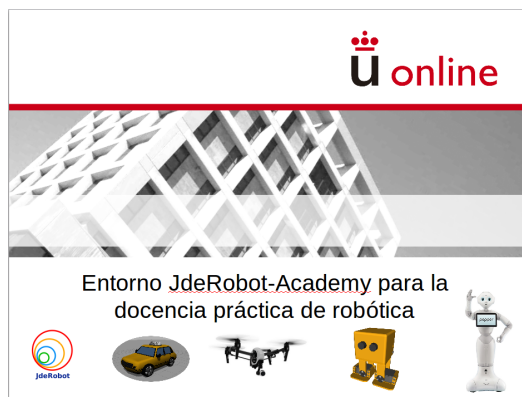 ü online
Entorno JdeRobot-Academy para la
docencia práctica de robótica
JdeRobot